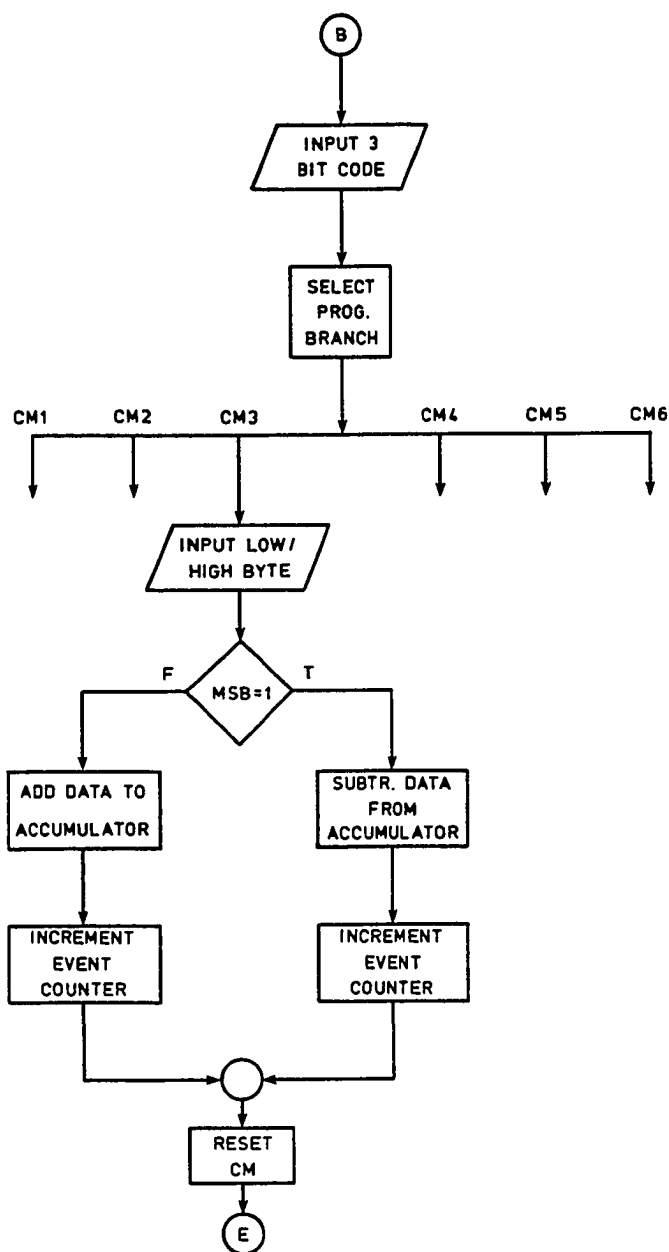 B
INPUT 3
BIT CODE
SELECT
PROG.
BRANCH
CM1 CM2 CM3 CM4 CM5 CM6
INPUT LOW/
HIGH BYTE
F T
MSB=1
ADD DATA TO
ACCUMULATOR
SUBTR. DATA
FROM
ACCUMULATOR
INCREMENT
EVENT
COUNTER
INCREMENT
EVENT
COUNTER
RESET
CM
E